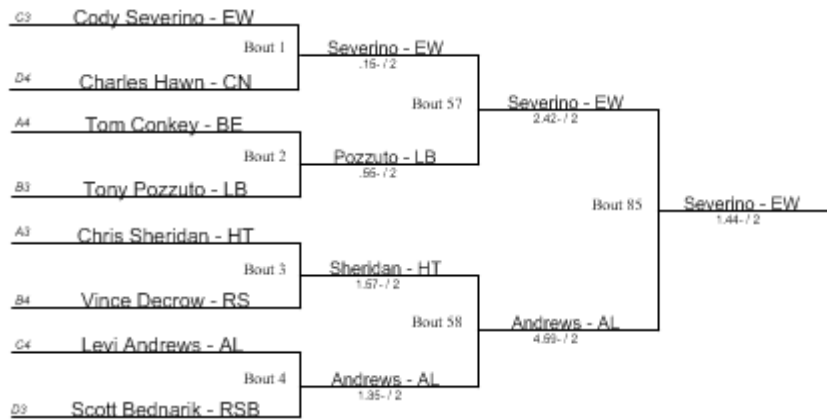 C3 Cody Severino - EW
Bout 1
Severino - EW
.15- / 2
D4 Charles Hawn - CN
Bout 57
Severino - EW
2.42- / 2
A4 Tom Conkey - BE
Bout 2
Pozzuto - LB
.55- / 2
B3 Tony Pozzuto - LB
Bout 85
Severino - EW
1.44- / 2
A3 Chris Sheridan - HT
Bout 3
Sheridan - HT
1.57- / 2
B4 Vince Decrow - RS
Bout 58
Andrews - AL
4.59- / 2
C4 Levi Andrews - AL
Bout 4
Andrews - AL
1.35- / 2
D3 Scott Bednarik - RSB